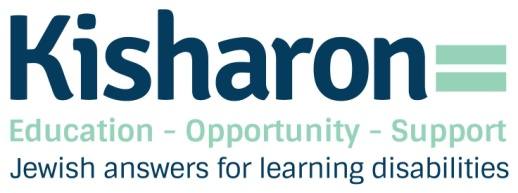 Kisharon=
Education - Opportunity - Support
Jewish answers for learning disabilities